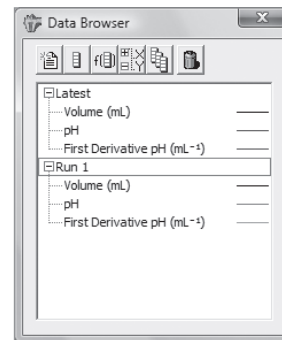 Data Browser
f()
X
Y
Latest
Volume (mL)
pH
First Derivative pH (mL⁻¹)
Run 1
Volume (mL)
pH
First Derivative pH (mL⁻¹)